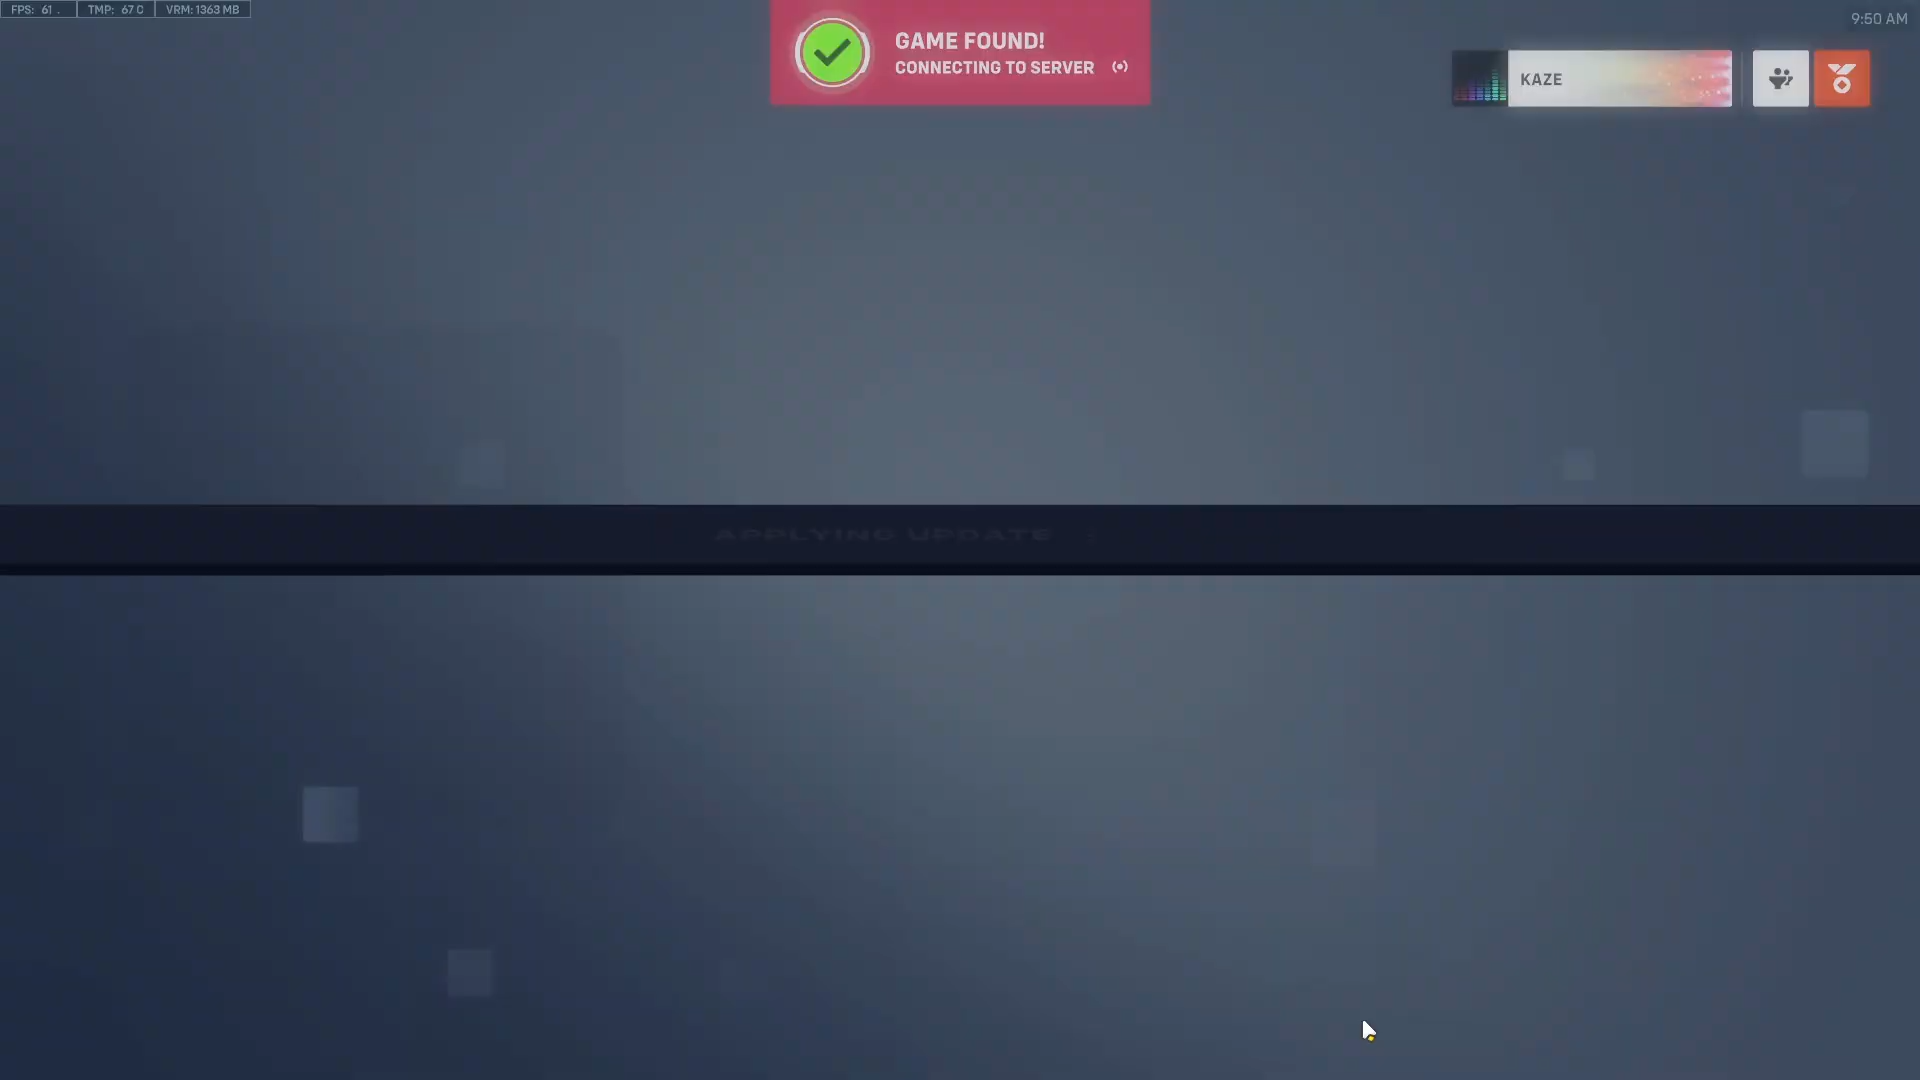 FPS: 61 TMP: 67 C VRM: 1363 MB
9:50 AM
GAME FOUND!
CONNECTING TO SERVER
KAZE
APPLYING UPDATE